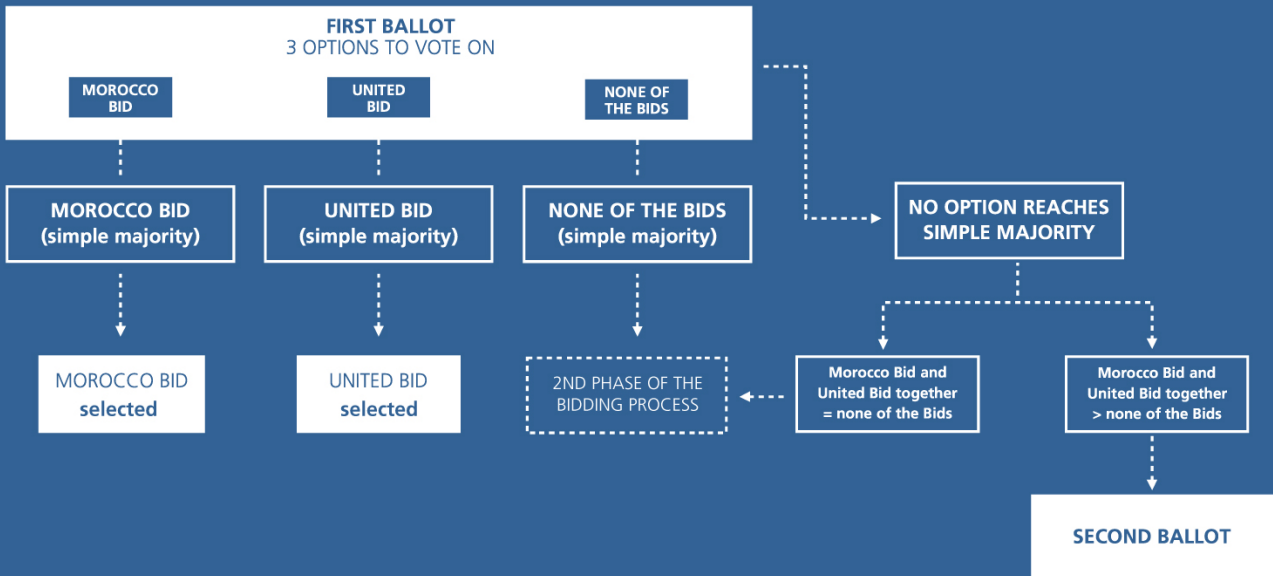 FIRST BALLOT
3 OPTIONS TO VOTE ON
MOROCCO
BID
UNITED
BID
NONE OF
THE BIDS
MOROCCO BID
(simple majority)
UNITED BID
(simple majority)
NONE OF THE BIDS
(simple majority)
NO OPTION REACHES
SIMPLE MAJORITY
MOROCCO BID
selected
UNITED BID
selected
2ND PHASE OF THE
BIDDING PROCESS
Morocco Bid and
United Bid together
= none of the Bids
Morocco Bid and
United Bid together
> none of the Bids
SECOND BALLOT